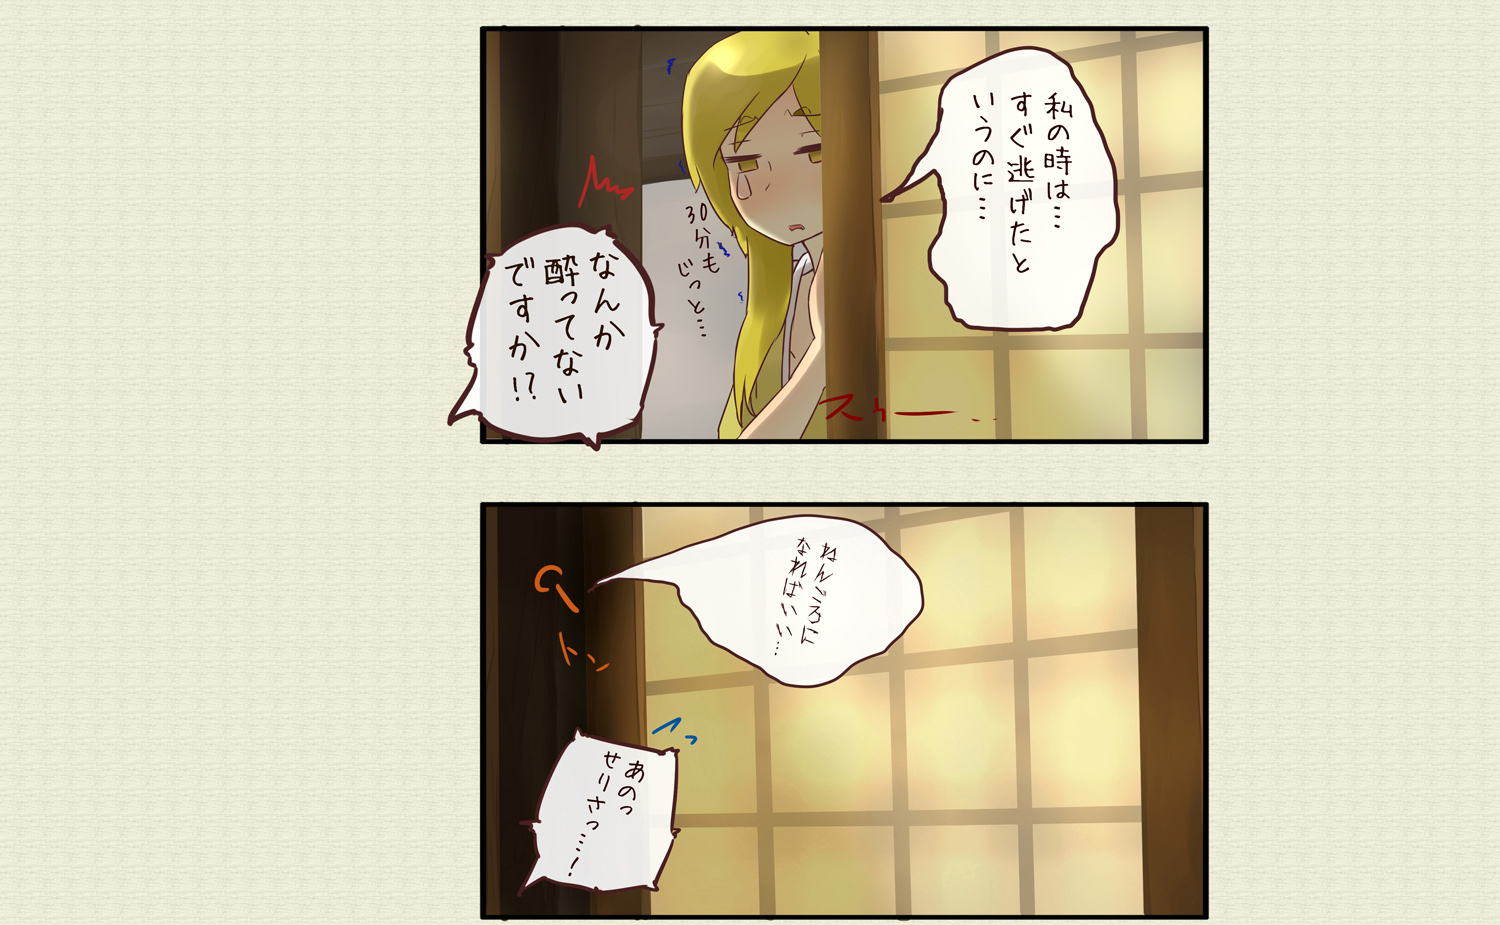 私の時は…
すぐ逃げたと
いうのに…
30分も
じっと…
なんか
酔ってない
ですか!?
スゥー…
ねんごろに
なればいい…
トン
あのっ
せりさっ…!